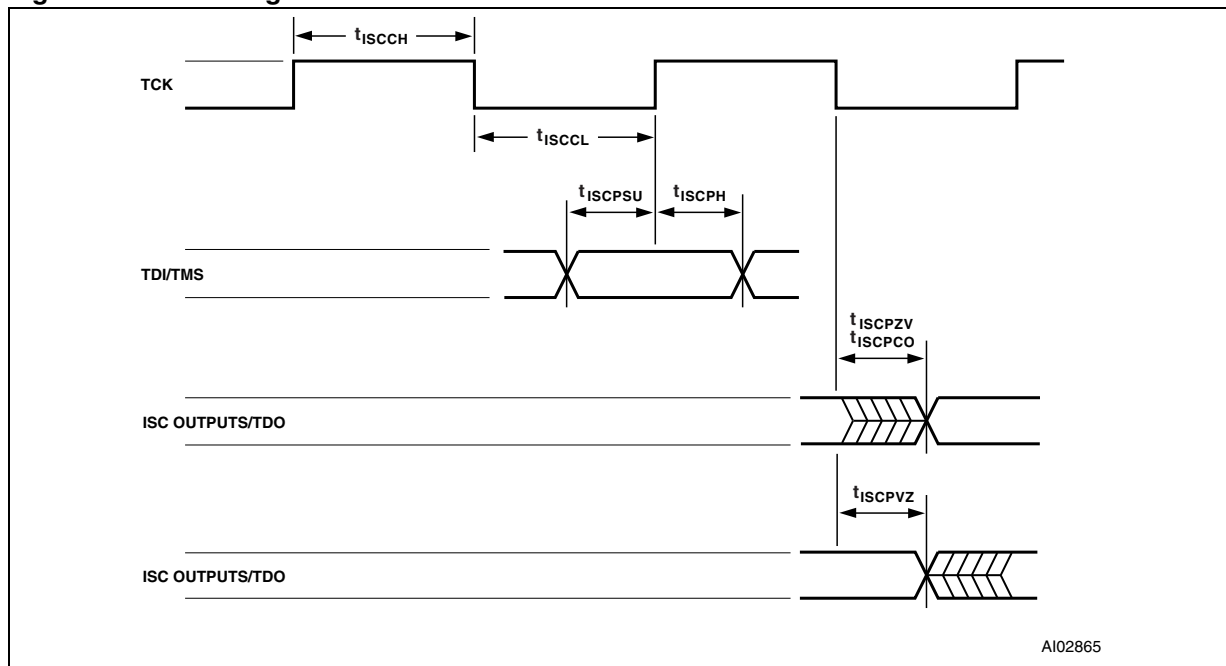 tISCCH
TCK
tISCCL
tISCPSU
tISCPH
TDI/TMS
tISCPZV
tISCPCO
ISC OUTPUTS/TDO
tISCPVZ
ISC OUTPUTS/TDO
AI02865